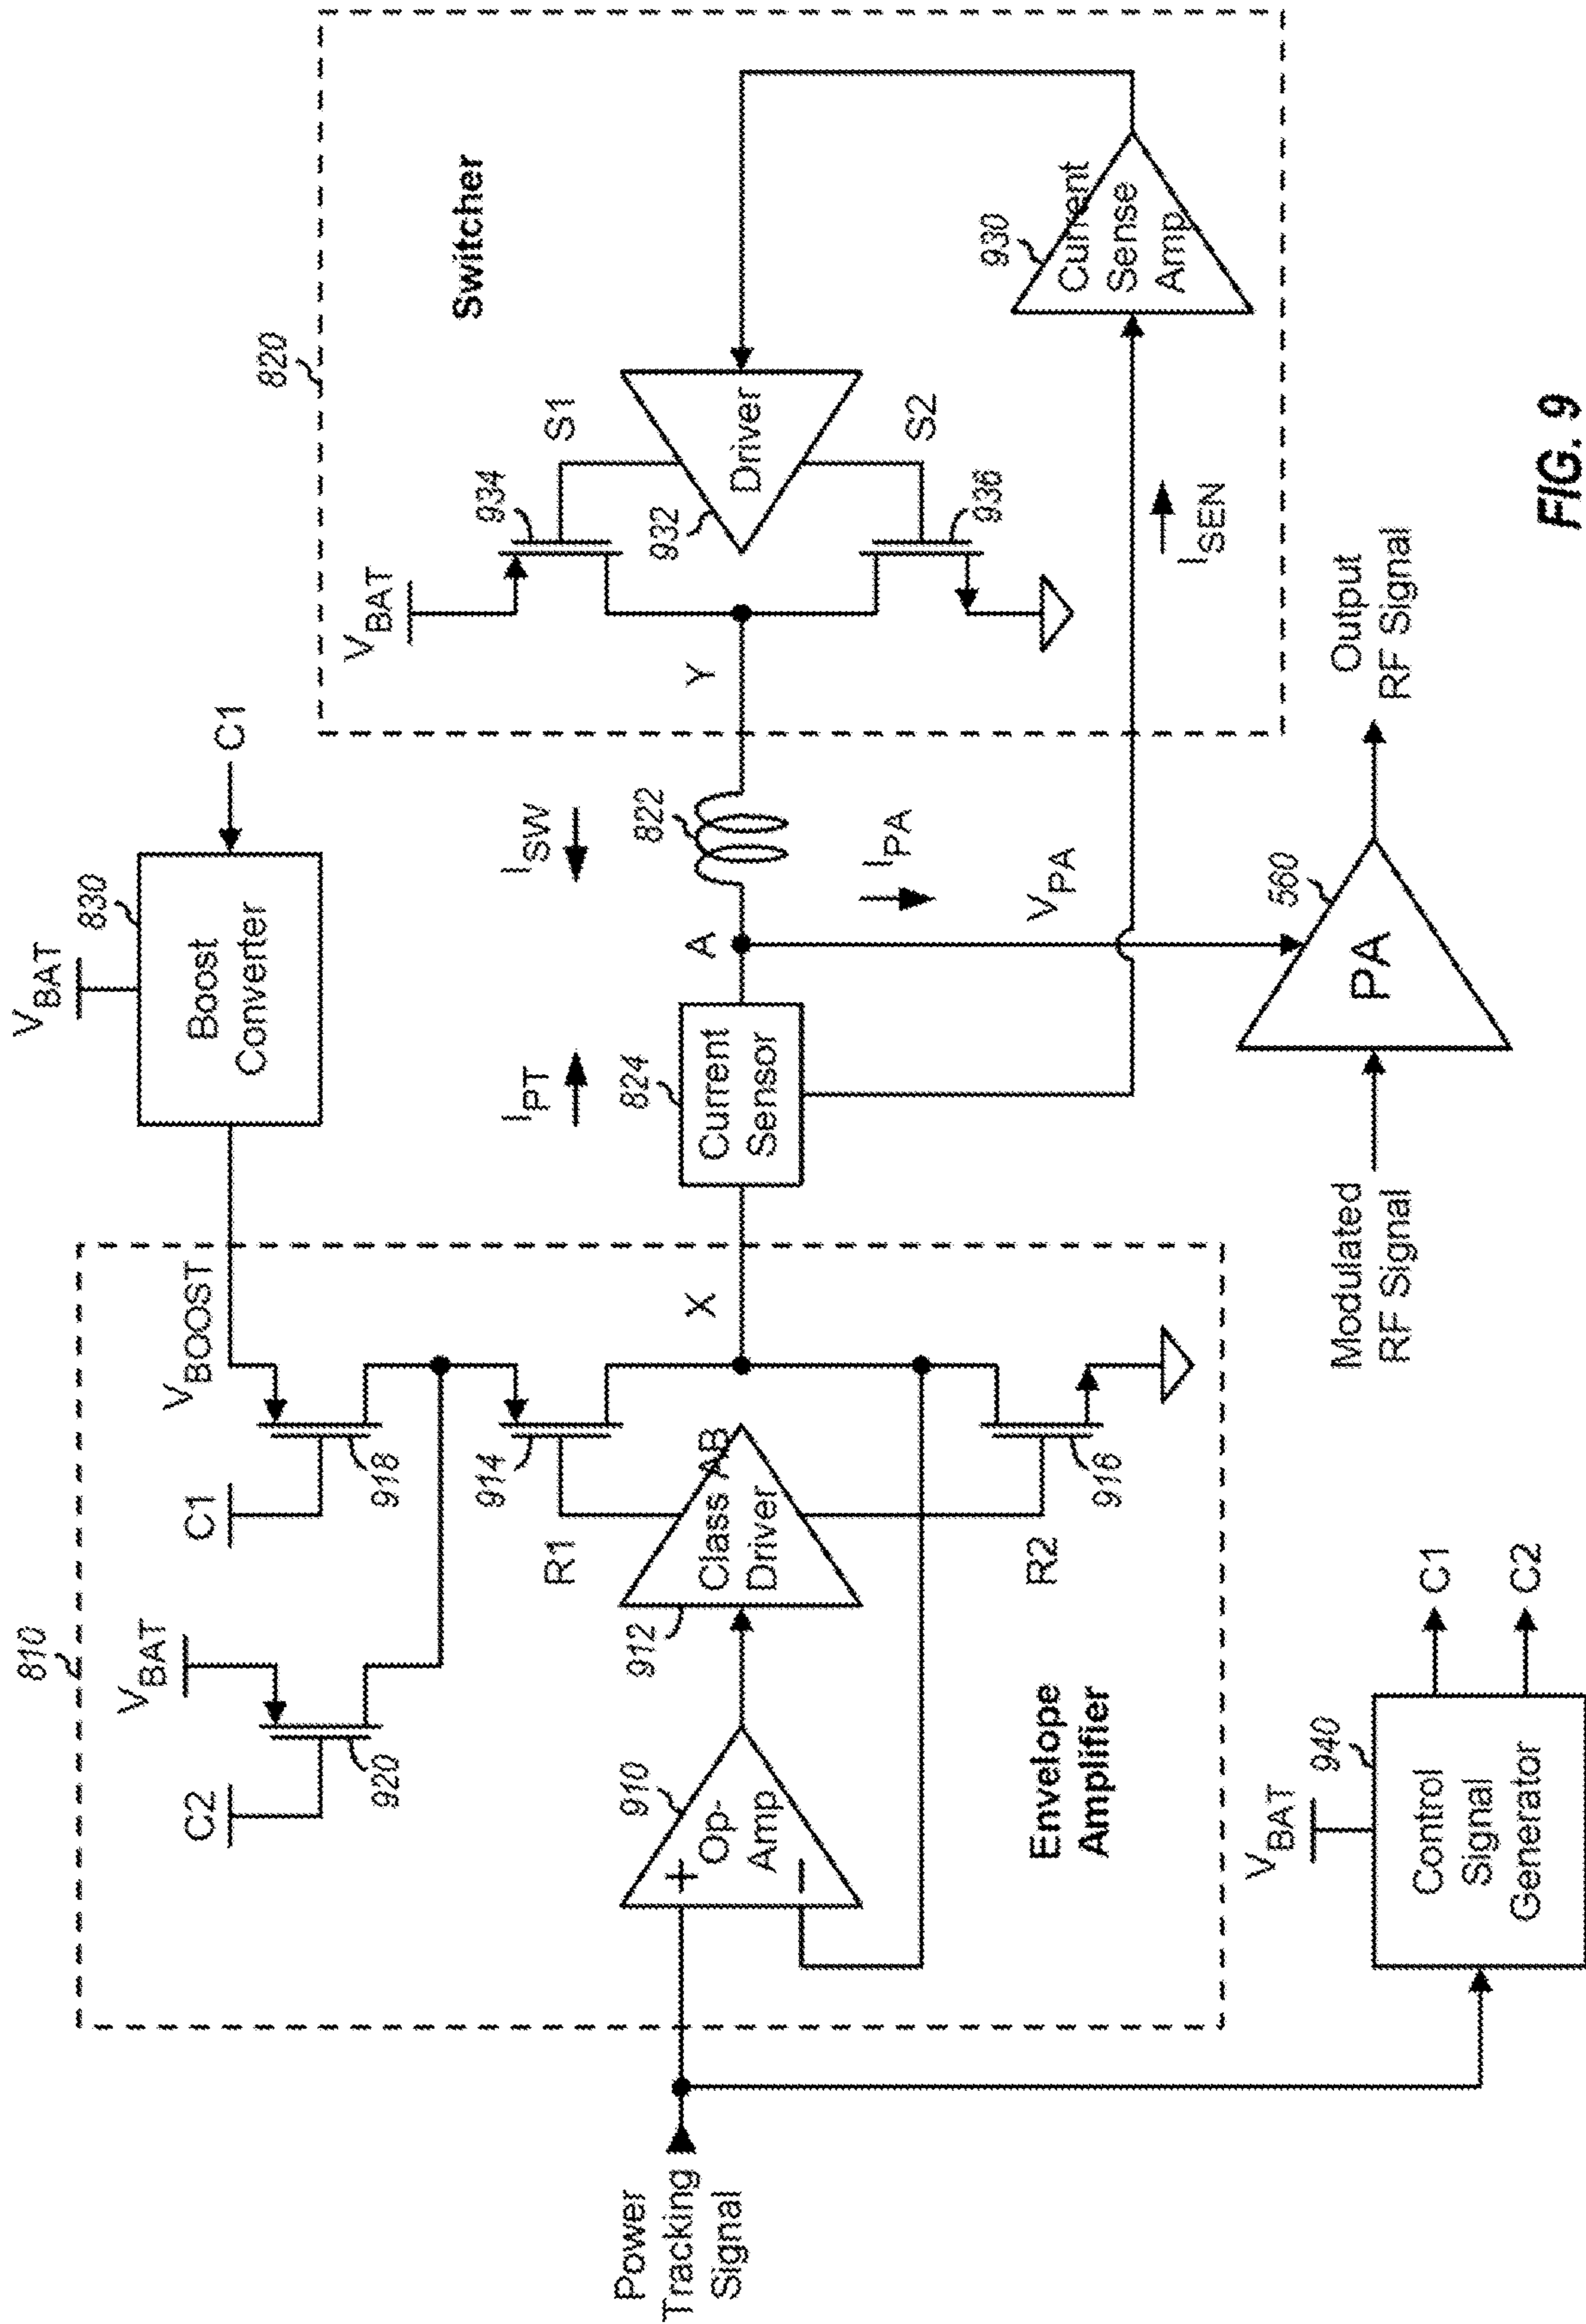 810
V_BAT
C2
920
C1
918
V_BOOST
V_BAT
830
Boost
Converter
C1
820
Switcher
V_BAT
934
S1
932
Driver
S2
936
930
Current
Sense
Amp
Power
Tracking
Signal
910
+
Op-
Amp
−
912
Class AB
Driver
R1
914
R2
916
X
Envelope
Amplifier
I_PT
824
Current
Sensor
A
I_SW
822
I_PA
V_PA
Y
I_SEN
V_BAT
940
Control
Signal
Generator
C1
C2
Modulated
RF Signal
560
PA
Output
RF Signal
FIG. 9